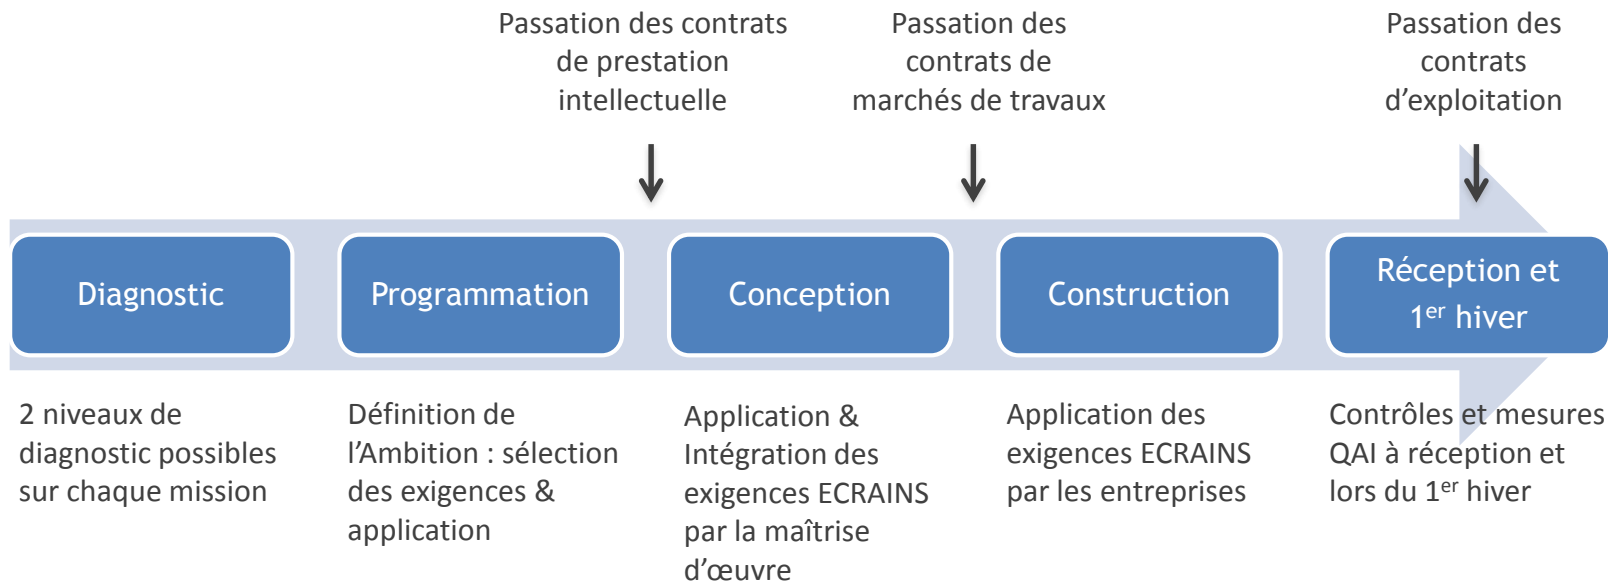 Passation des contrats
de prestation
intellectuelle
Passation des
contrats de
marchés de travaux
Passation des
contrats
d’exploitation
Diagnostic
Programmation
Conception
Construction
Réception et
1er hiver
2 niveaux de
diagnostic possibles
sur chaque mission
Définition de
l’Ambition : sélection
des exigences &
application
Application &
Intégration des
exigences ECRAINS
par la maîtrise
d’œuvre
Application des
exigences ECRAINS
par les entreprises
Contrôles et mesures
QAI à réception et
lors du 1er hiver